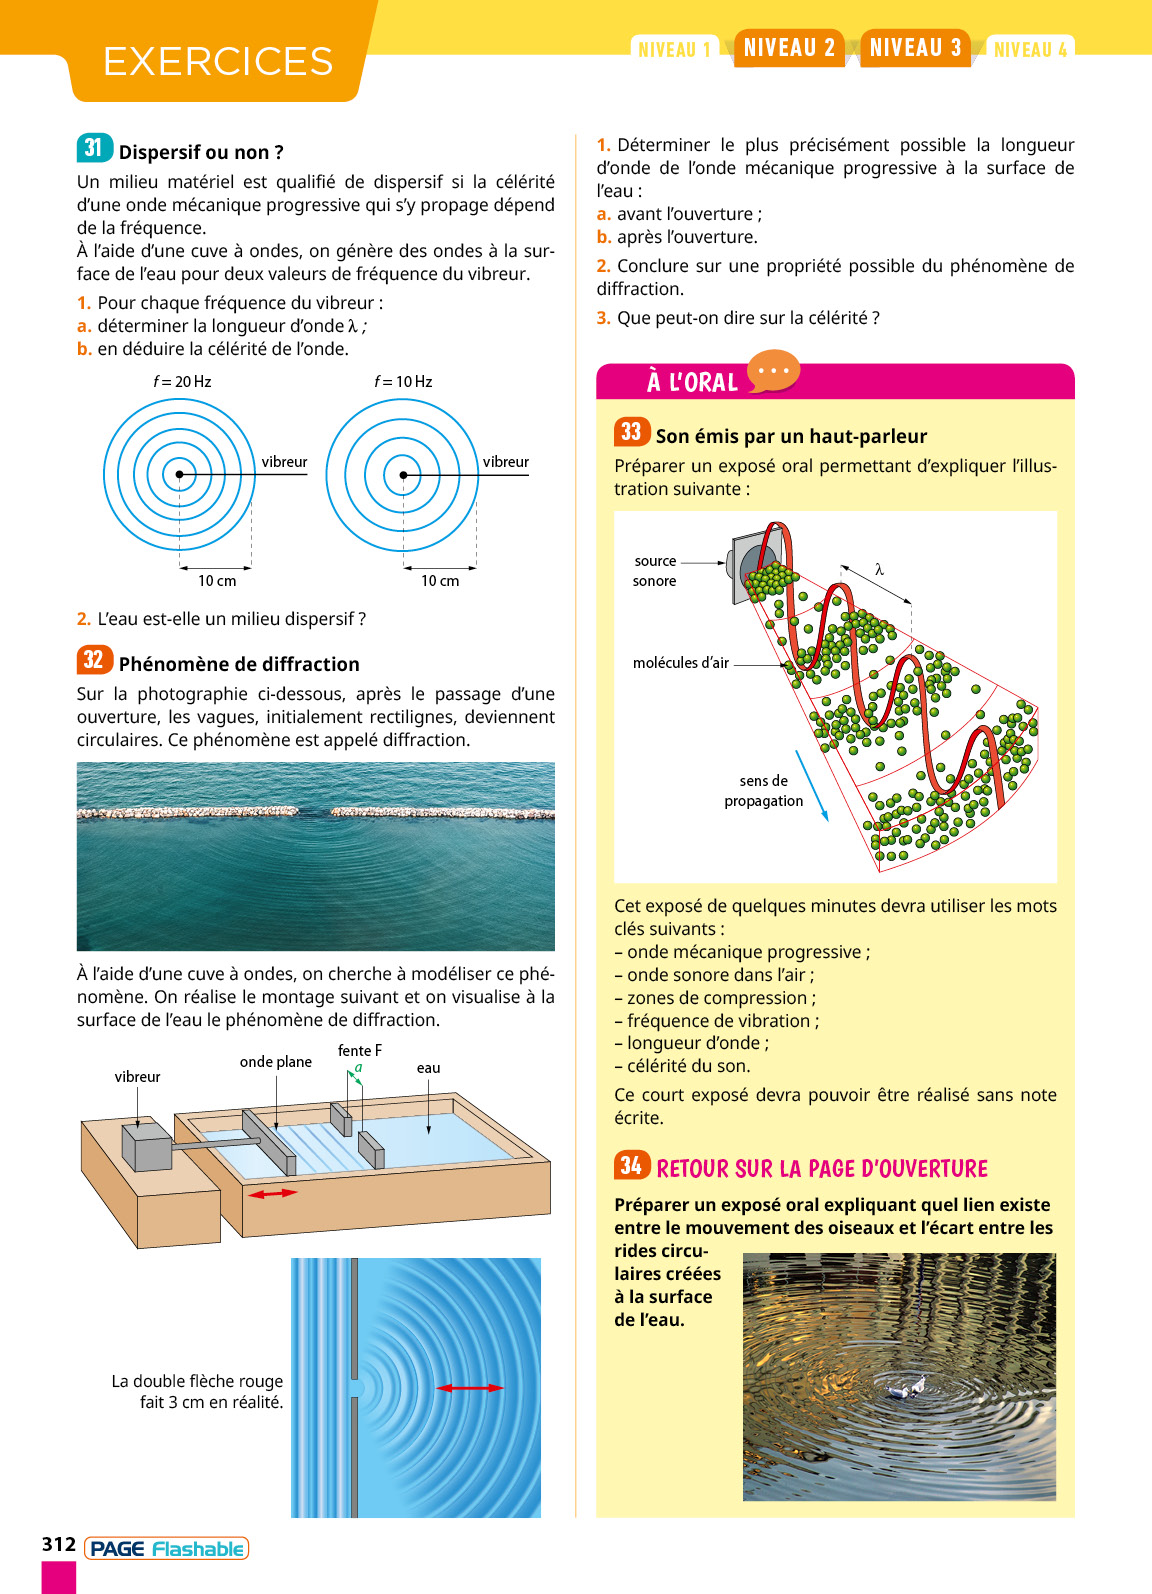 EXERCICES
NIVEAU 1
NIVEAU 2
NIVEAU 3
NIVEAU 4
31 Dispersif ou non ?
Un milieu matériel est qualifié de dispersif si la célérité
d’une onde mécanique progressive qui s’y propage dépend
de la fréquence.
À l’aide d’une cuve à ondes, on génère des ondes à la sur-
face de l’eau pour deux valeurs de fréquence du vibreur.
1. Pour chaque fréquence du vibreur :
a. déterminer la longueur d’onde λ ;
b. en déduire la célérité de l’onde.
f = 20 Hz
f = 10 Hz
vibreur
vibreur
10 cm
10 cm
2. L’eau est-elle un milieu dispersif ?
32 Phénomène de diffraction
Sur la photographie ci-dessous, après le passage d’une
ouverture, les vagues, initialement rectilignes, deviennent
circulaires. Ce phénomène est appelé diffraction.
À l’aide d’une cuve à ondes, on cherche à modéliser ce phé-
nomène. On réalise le montage suivant et on visualise à la
surface de l’eau le phénomène de diffraction.
vibreur
onde plane
fente F
a
eau
La double flèche rouge
fait 3 cm en réalité.
1. Déterminer le plus précisément possible la longueur
d’onde de l’onde mécanique progressive à la surface de
l’eau :
a. avant l’ouverture ;
b. après l’ouverture.
2. Conclure sur une propriété possible du phénomène de
diffraction.
3. Que peut-on dire sur la célérité ?
À L’ORAL
33 Son émis par un haut-parleur
Préparer un exposé oral permettant d’expliquer l’illus-
tration suivante :
source
sonore
λ
molécules d’air
sens de
propagation
Cet exposé de quelques minutes devra utiliser les mots
clés suivants :
– onde mécanique progressive ;
– onde sonore dans l’air ;
– zones de compression ;
– fréquence de vibration ;
– longueur d’onde ;
– célérité du son.
Ce court exposé devra pouvoir être réalisé sans note
écrite.
34 RETOUR SUR LA PAGE D’OUVERTURE
Préparer un exposé oral expliquant quel lien existe
entre le mouvement des oiseaux et l’écart entre les
rides circu-
laires créées
à la surface
de l’eau.
312 PAGE Flashable